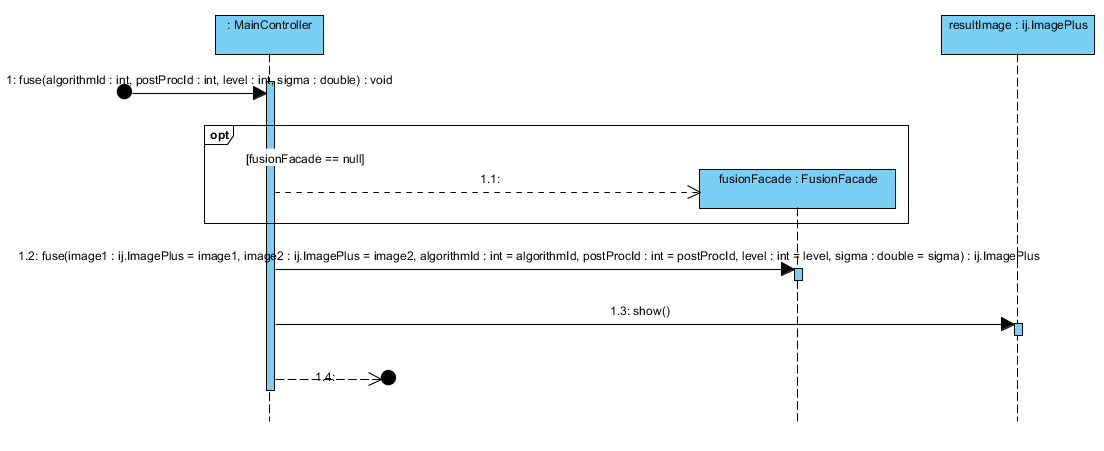 : MainController
resultImage : ij.ImagePlus
1: fuse(algorithmId : int, postProcId : int, level : int, sigma : double) : void
opt
[fusionFacade == null]
1.1:
fusionFacade : FusionFacade
1.2: fuse(image1 : ij.ImagePlus = image1, image2 : ij.ImagePlus = image2, algorithmId : int = algorithmId, postProcId : int = postProcId, level : int = level, sigma : double = sigma) : ij.ImagePlus
1.3: show()
1.4: